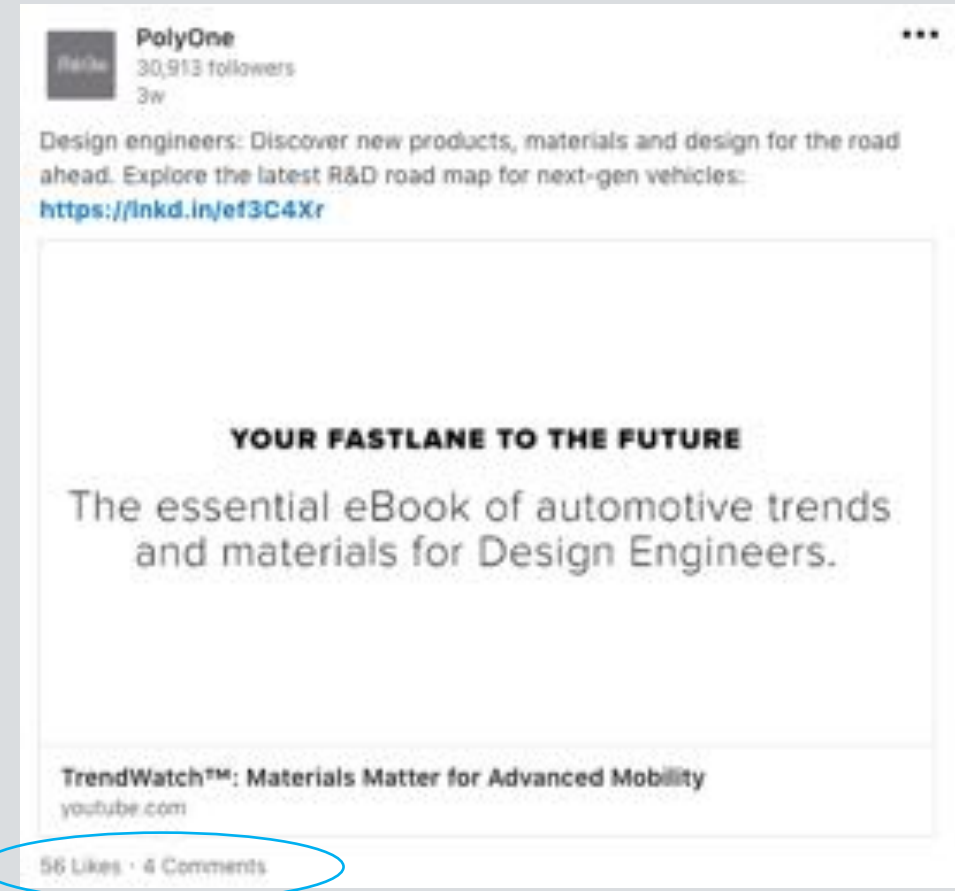 PolyOne
30,913 followers
3w
Design engineers: Discover new products, materials and design for the road
ahead. Explore the latest R&D road map for next-gen vehicles:
https://lnkd.in/ef3C4Xr
YOUR FASTLANE TO THE FUTURE
The essential eBook of automotive trends
and materials for Design Engineers.
TrendWatch™: Materials Matter for Advanced Mobility
youtube.com
56 Likes · 4 Comments